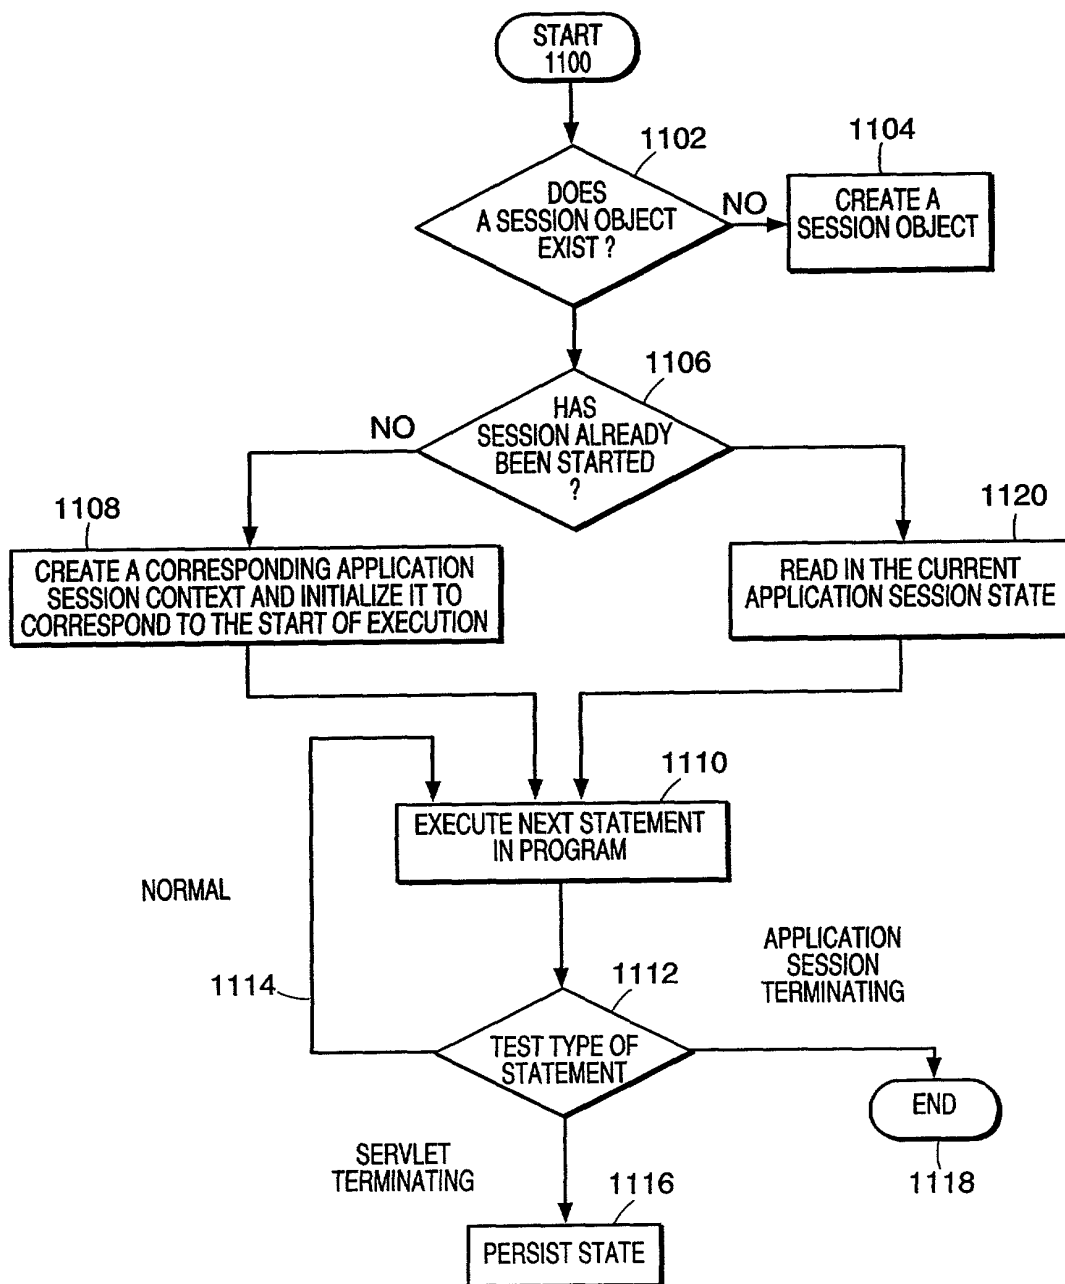 START
1100
1102
DOES
A SESSION OBJECT
EXIST ?
NO
1104
CREATE A
SESSION OBJECT
1106
HAS
SESSION ALREADY
BEEN STARTED
?
NO
1108
CREATE A CORRESPONDING APPLICATION
SESSION CONTEXT AND INITIALIZE IT TO
CORRESPOND TO THE START OF EXECUTION
1120
READ IN THE CURRENT
APPLICATION SESSION STATE
1110
EXECUTE NEXT STATEMENT
IN PROGRAM
NORMAL
1114
1112
TEST TYPE OF
STATEMENT
APPLICATION
SESSION
TERMINATING
END
1118
SERVLET
TERMINATING
1116
PERSIST STATE